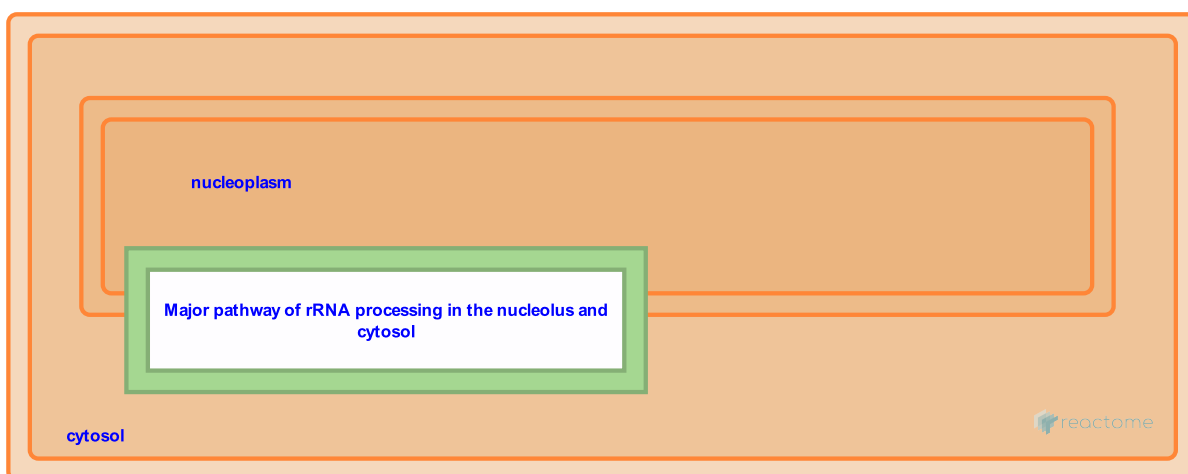 nucleoplasm
Major pathway of rRNA processing in the nucleolus and
cytosol
cytosol
reactome